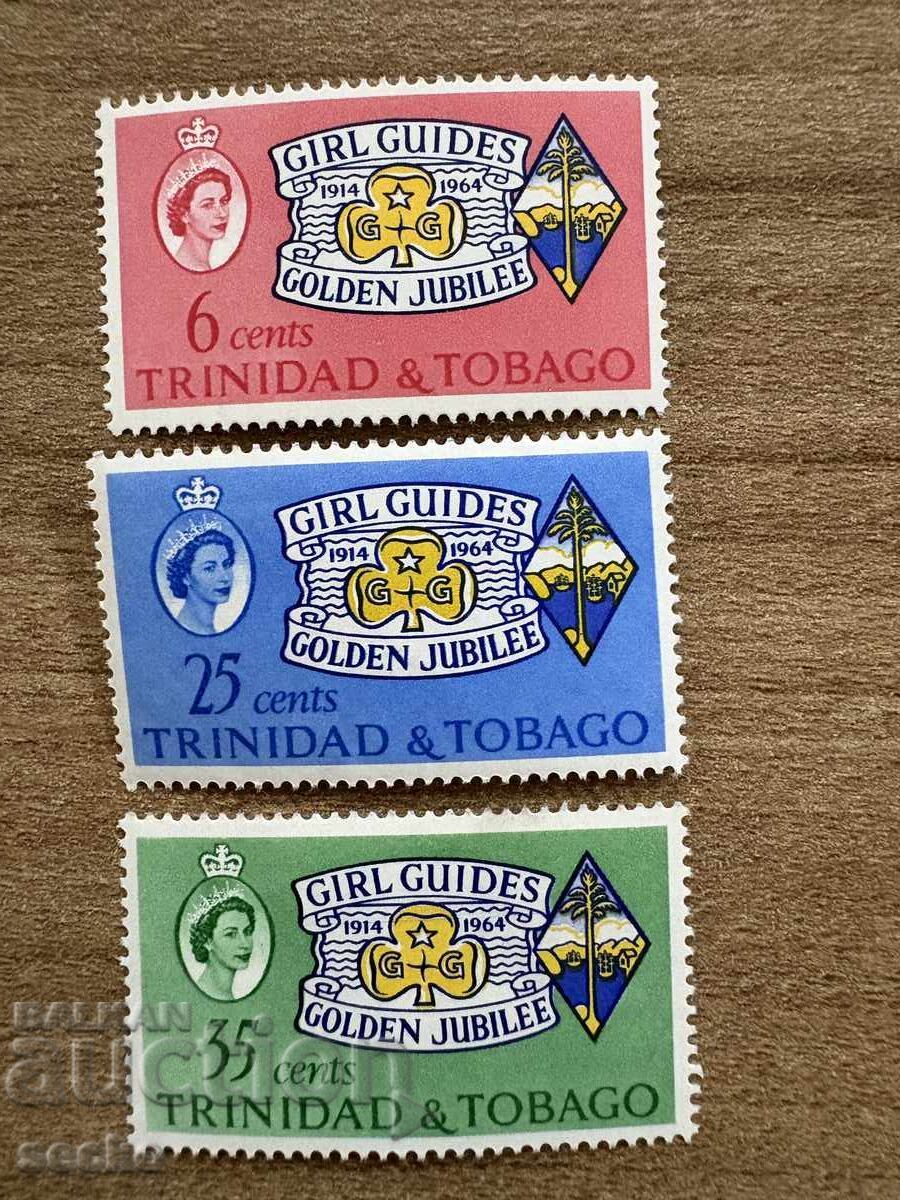 GIRL GUIDES
1914 1964
G G
GOLDEN JUBILEE
6 cents
TRINIDAD & TOBAGO
GIRL GUIDES
1914 1964
G G
GOLDEN JUBILEE
25 cents
TRINIDAD & TOBAGO
GIRL GUIDES
1914 1964
G G
GOLDEN JUBILEE
35 cents
TRINIDAD & TOBAGO
BALKAN
auction